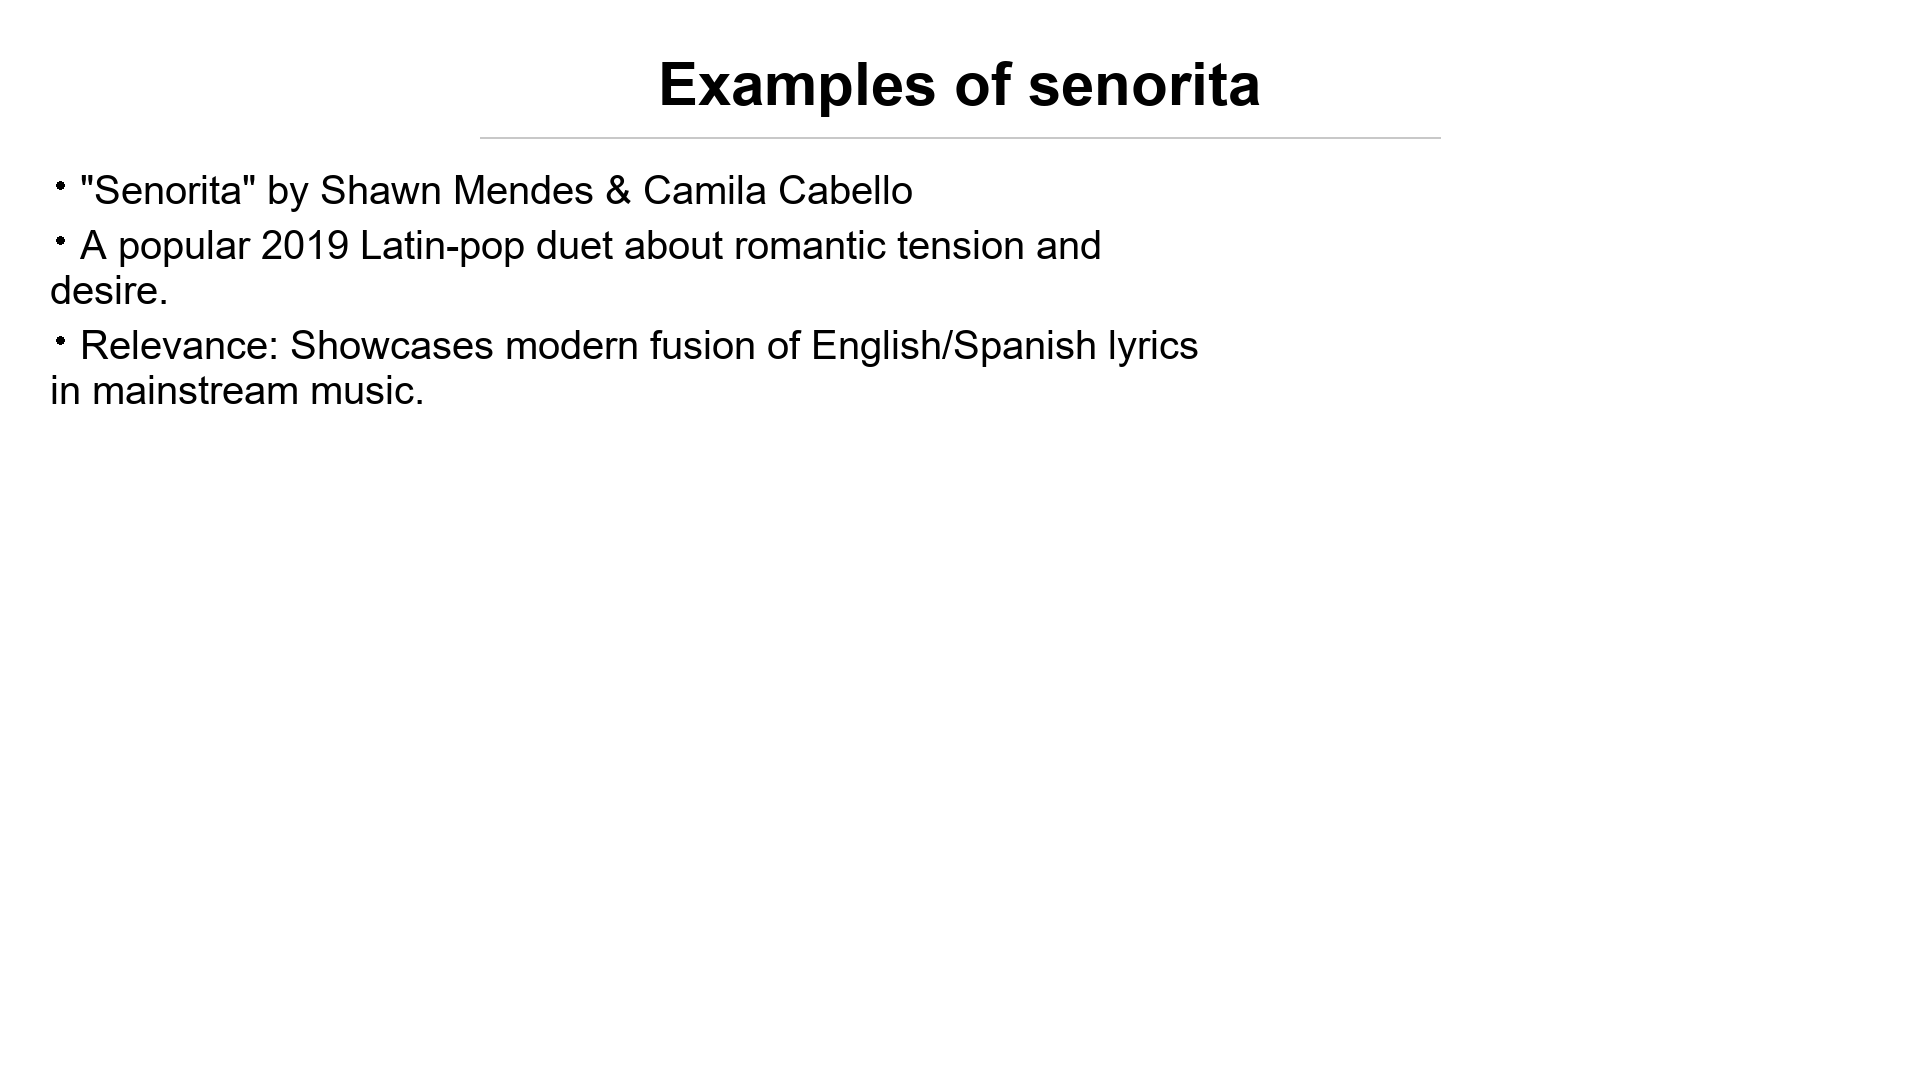 Examples of senorita
• "Senorita" by Shawn Mendes & Camila Cabello
• A popular 2019 Latin-pop duet about romantic tension and
desire.
• Relevance: Showcases modern fusion of English/Spanish lyrics
in mainstream music.